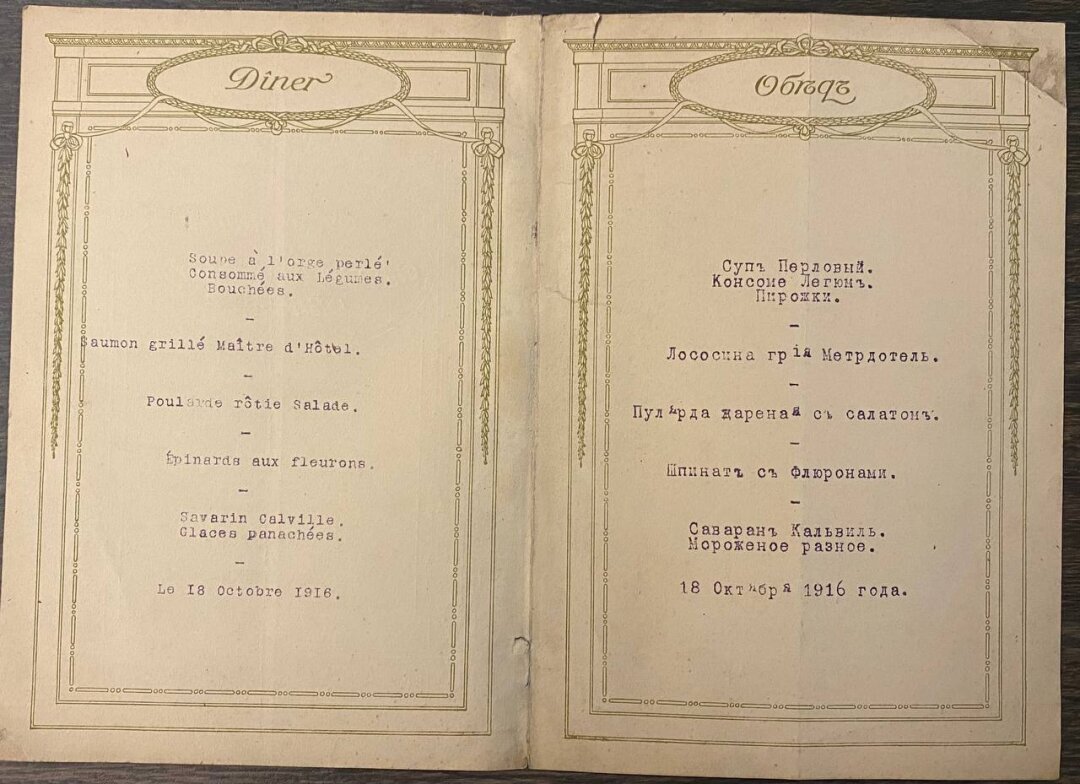 Dîner
Soupe à l'orge perlé'
Consommé aux Légumes.
Bouchées.
–
Saumon grillé Maître d'Hôtel.
–
Poularde rôtie Salade.
–
Épinards aux fleurons.
–
Savarin Calville.
Glaces panachées.
–
Le 18 Octobre 1916.
Обѣдъ
Супъ Перловый.
Консоме Легюмъ.
Пирожки.
–
Лососина гріа Метрдотель.
–
Пулярда жареная съ салатомъ.
–
Шпинатъ съ флюронами.
–
Саваранъ Кальвиль.
Мороженое разное.
18 Октября 1916 года.